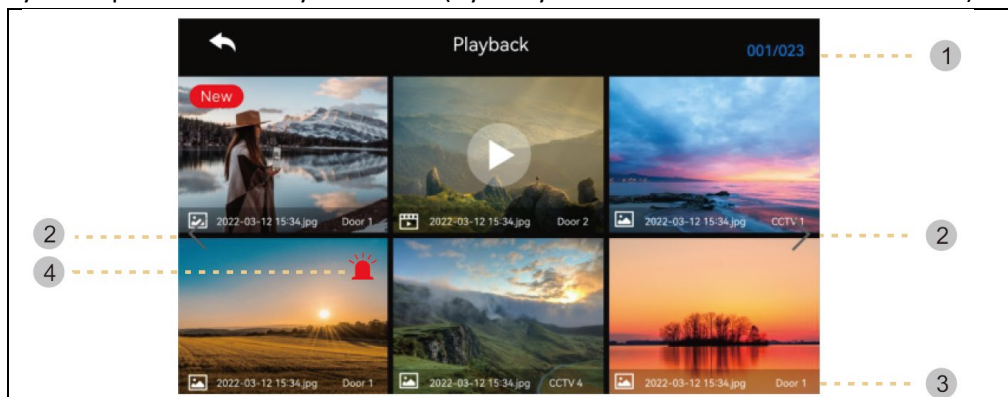 Playback
001/023
1
New
2022-03-12 15:34.jpg Door 1
2022-03-12 15:34.jpg Door 2
2022-03-12 15:34.jpg CCTV 1
2
2
4
2022-03-12 15:34.jpg Door 1
2022-03-12 15:34.jpg CCTV 4
2022-03-12 15:34.jpg Door 1
3